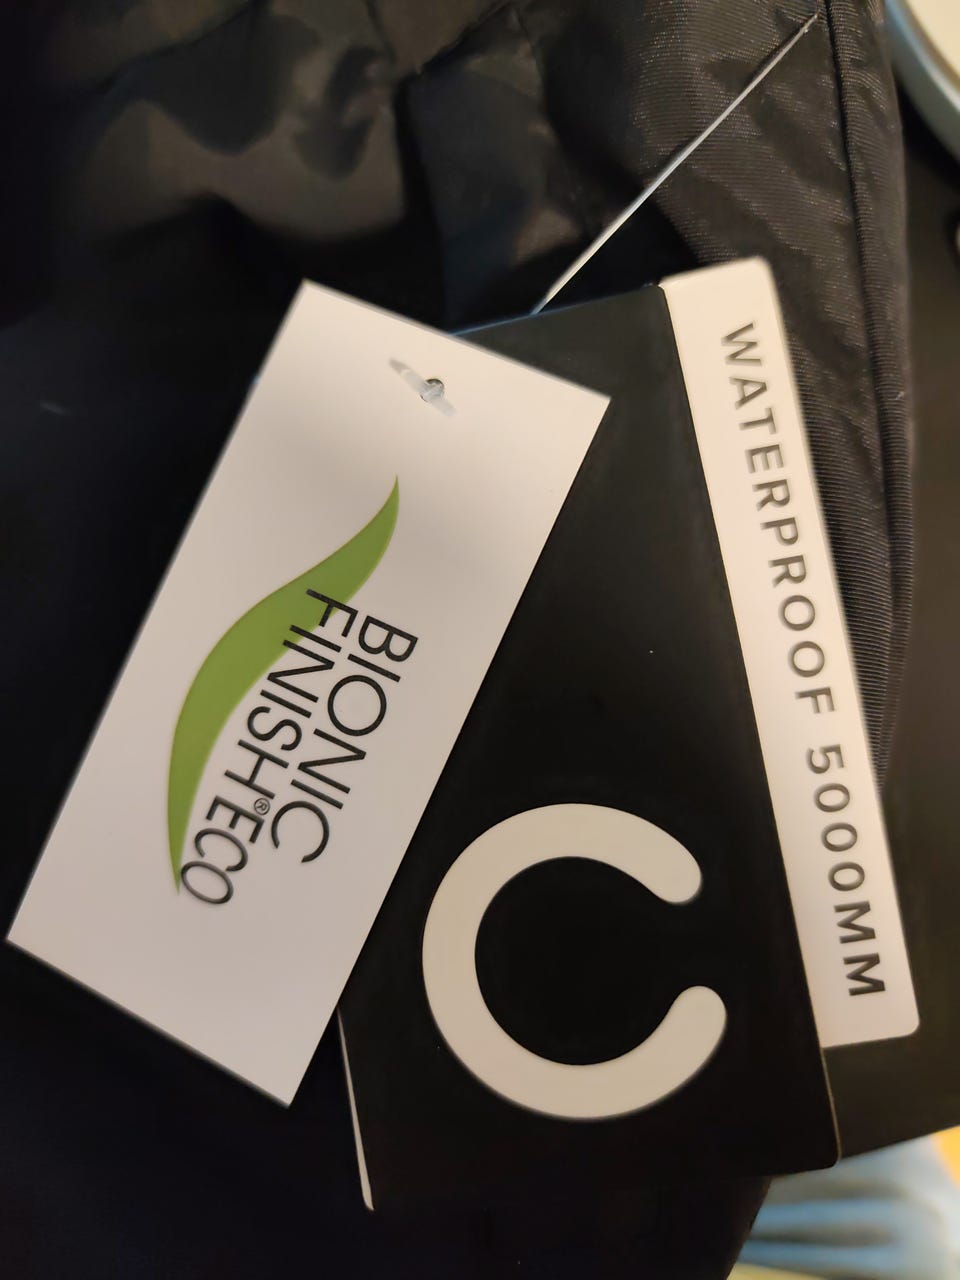 BIONIC
FINISH®ECO
C
WATERPROOF 5000MM